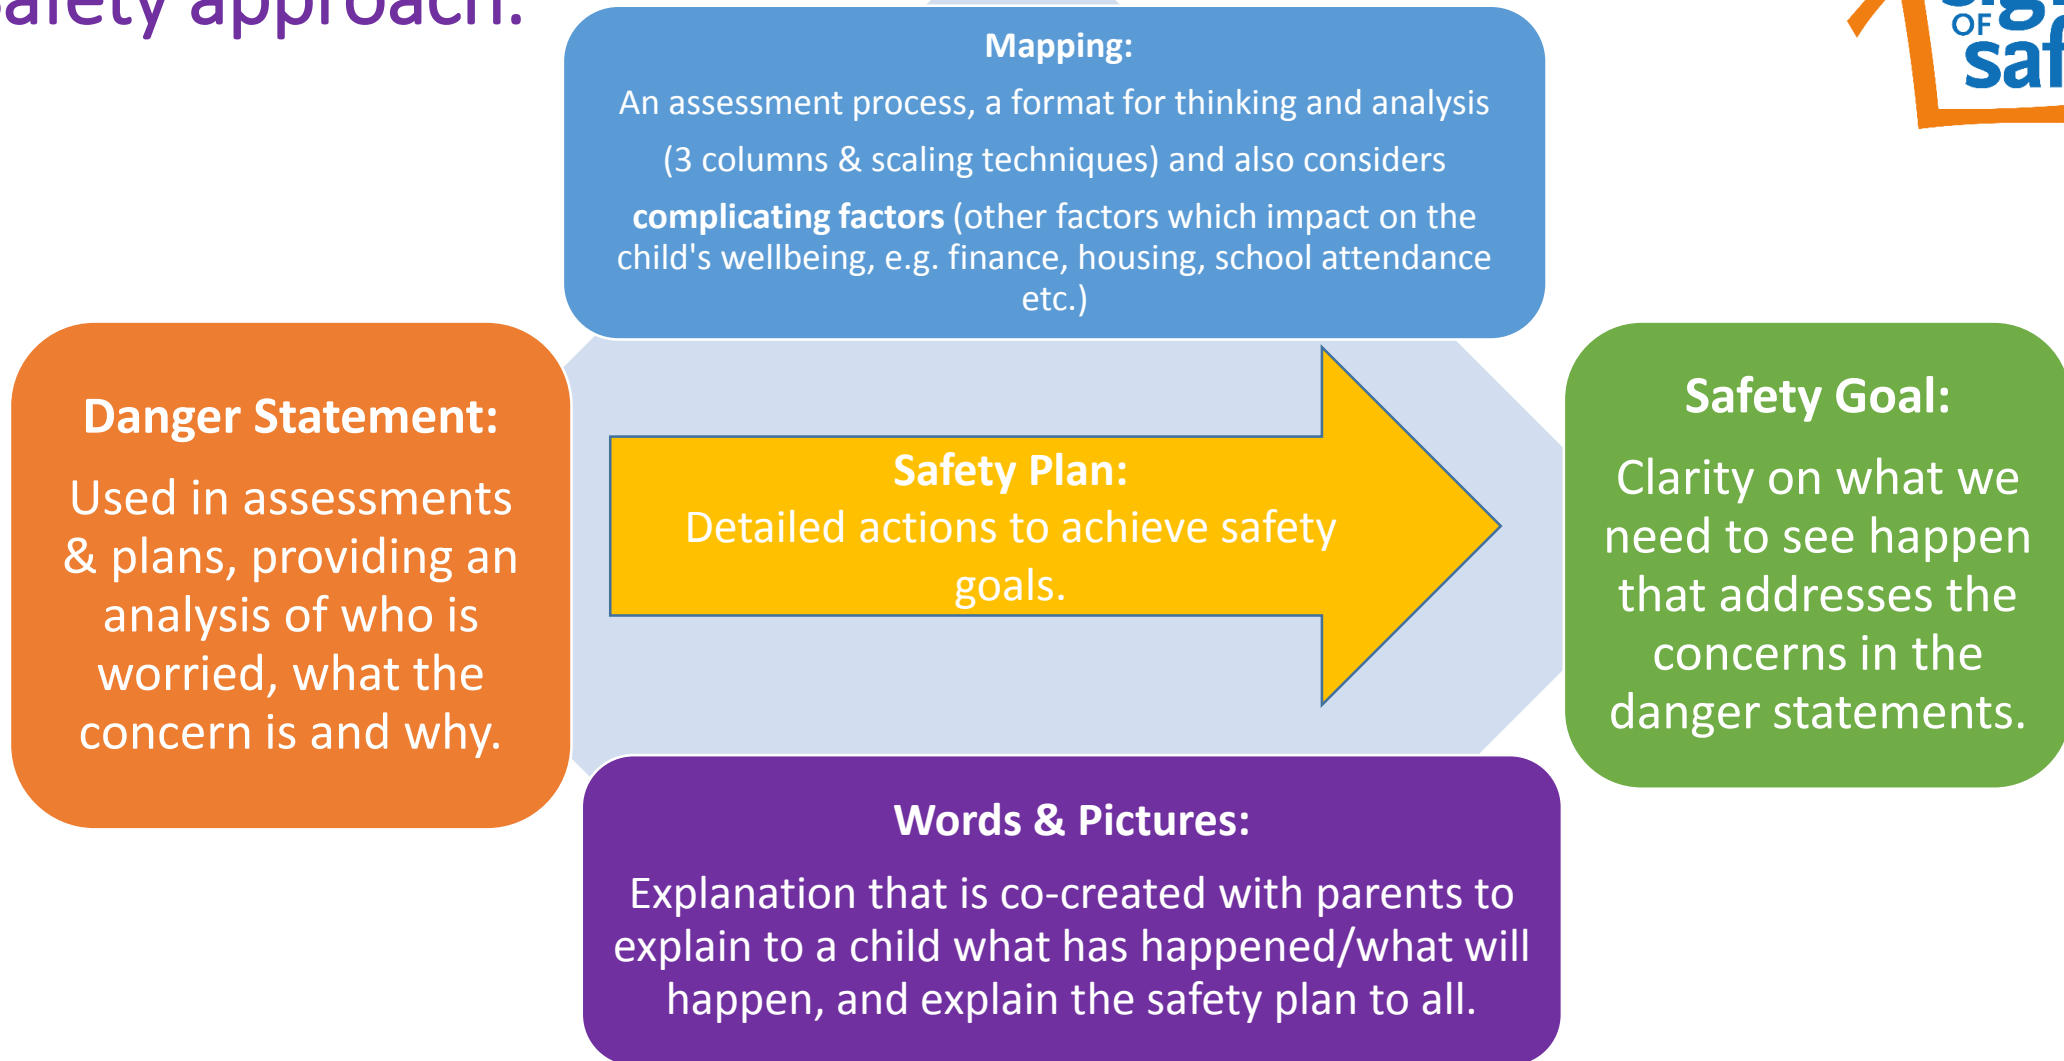 safety approach.
OF
Mapping:
An assessment process, a format for thinking and analysis
(3 columns & scaling techniques) and also considers
complicating factors (other factors which impact on the
child's wellbeing, e.g. finance, housing, school attendance
etc.)
Danger Statement:
Used in assessments
& plans, providing an
analysis of who is
worried, what the
concern is and why.
Safety Plan:
Detailed actions to achieve safety
goals.
Safety Goal:
Clarity on what we
need to see happen
that addresses the
concerns in the
danger statements.
Words & Pictures:
Explanation that is co-created with parents to
explain to a child what has happened/what will
happen, and explain the safety plan to all.